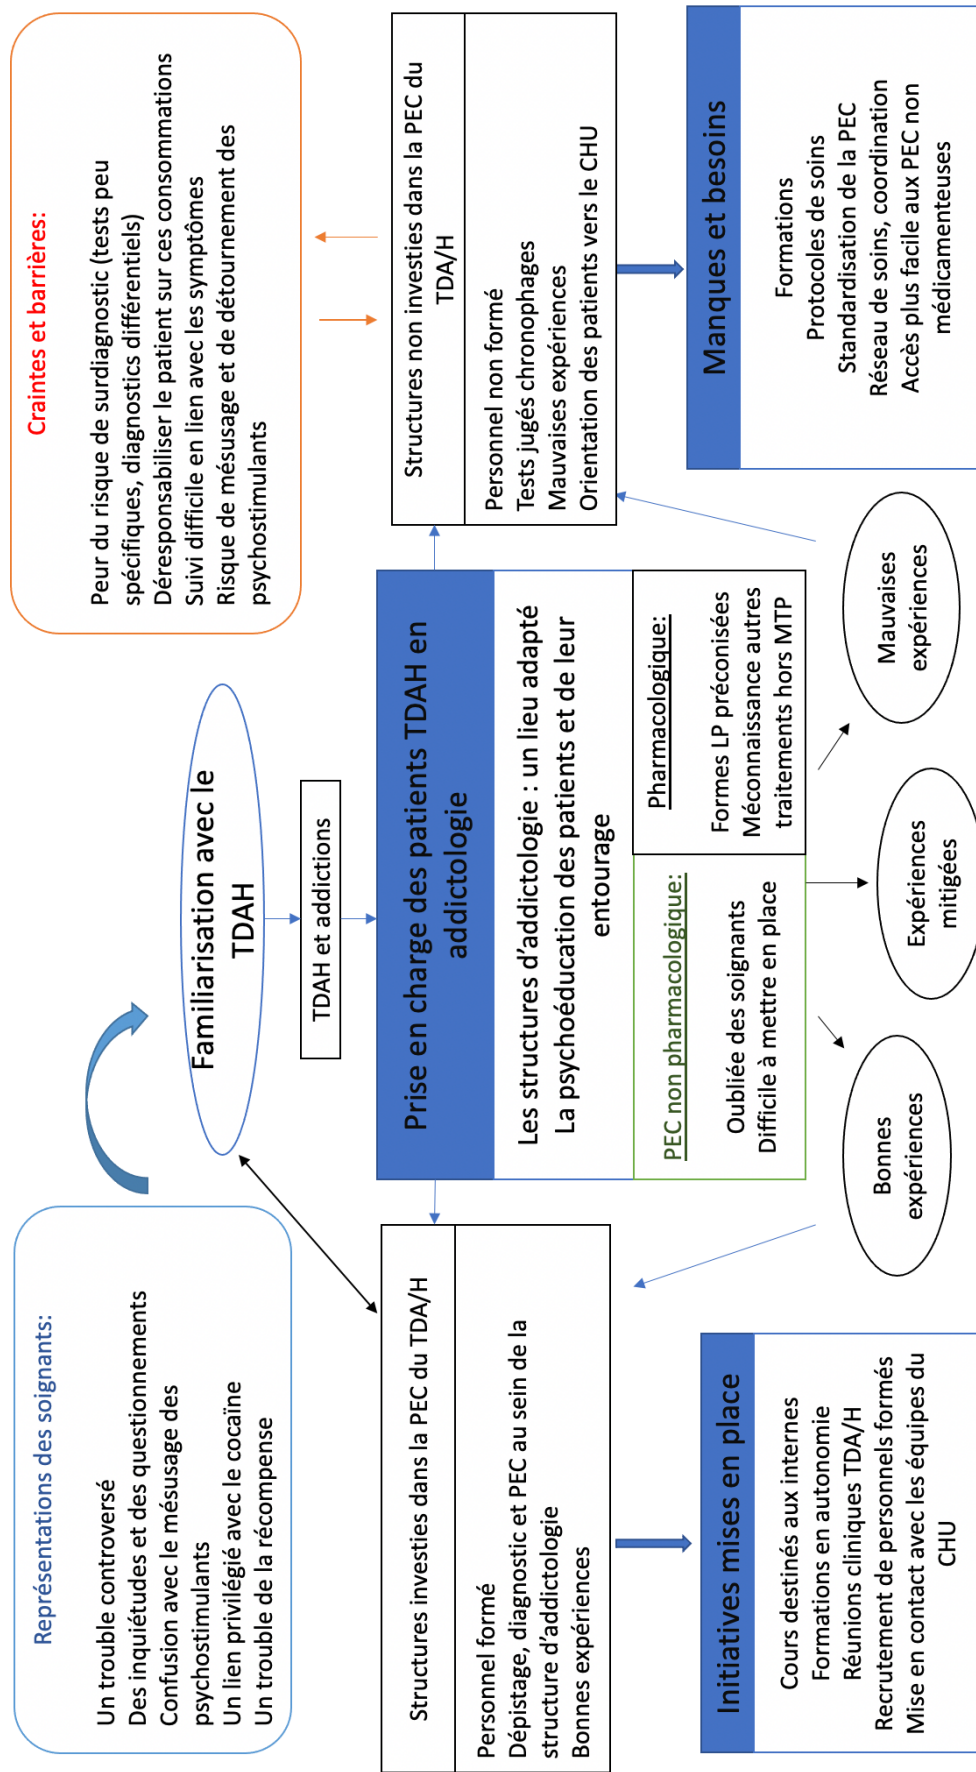 Représentations des soignants:
Un trouble controversé
Des inquiétudes et des questionnements
Confusion avec le mésusage des
psychostimulants
Un lien privilégié avec le cocaïne
Un trouble de la récompense
Familiarisation avec le
TDAH
TDAH et addictions
Craintes et barrières:
Peur du risque de surdiagnostic (tests peu
spécifiques, diagnostics différentiels)
Déresponsabiliser le patient sur ces consommations
Suivi difficile en lien avec les symptômes
Risque de mésusage et de détournement des
psychostimulants
Structures investies dans la PEC du TDA/H
Personnel formé
Dépistage, diagnostic et PEC au sein de la
structure d'addictologie
Bonnes expériences
Prise en charge des patients TDAH en
addictologie
Les structures d'addictologie : un lieu adapté
La psychoéducation des patients et de leur
entourage
PEC non pharmacologique:
Oubliée des soignants
Difficile à mettre en place
Pharmacologique:
Formes LP préconisées
Méconnaissance autres
traitements hors MTP
Structures non investies dans la PEC du
TDA/H
Personnel non formé
Tests jugés chronophages
Mauvaises expériences
Orientation des patients vers le CHU
Initiatives mises en place
Cours destinés aux internes
Formations en autonomie
Réunions cliniques TDA/H
Recrutement de personnels formés
Mise en contact avec les équipes du
CHU
Bonnes
expériences
Expériences
mitigées
Mauvaises
expériences
Manques et besoins
Formations
Protocoles de soins
Standardisation de la PEC
Réseau de soins, coordination
Accès plus facile aux PEC non
médicamenteuses